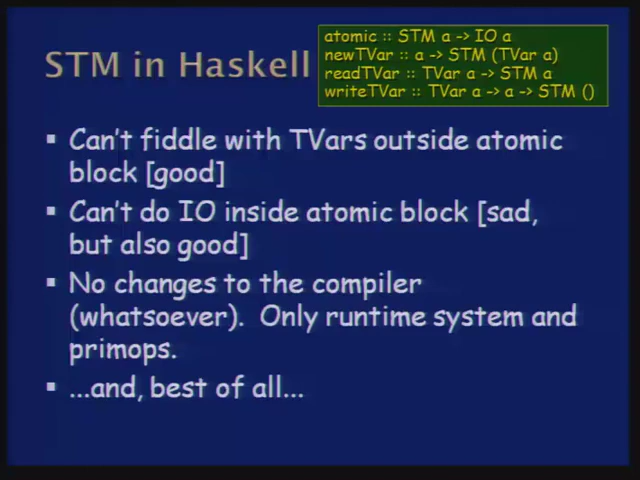 STM in Haskell
atomic :: STM a -> IO a
newTVar :: a -> STM (TVar a)
readTVar :: TVar a -> STM a
writeTVar :: TVar a -> a -> STM ()
▪ Can't fiddle with TVars outside atomic
block [good]
▪ Can't do IO inside atomic block [sad,
but also good]
▪ No changes to the compiler
(whatsoever). Only runtime system and
primops.
▪ ...and, best of all...